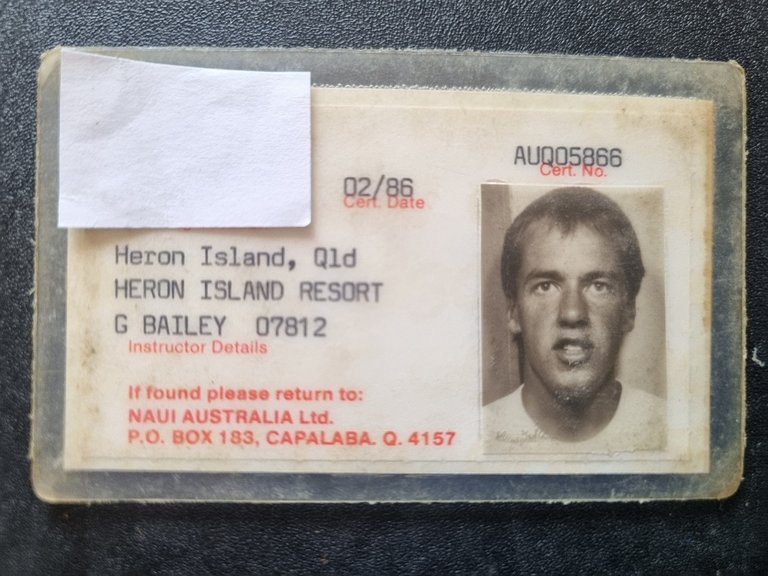 AUQ05866
Cert. No.
02/86
Cert. Date
Heron Island, Qld
HERON ISLAND RESORT
G BAILEY 07812
Instructor Details
If found please return to:
NAUI AUSTRALIA Ltd.
P.O. BOX 183, CAPALABA. Q. 4157